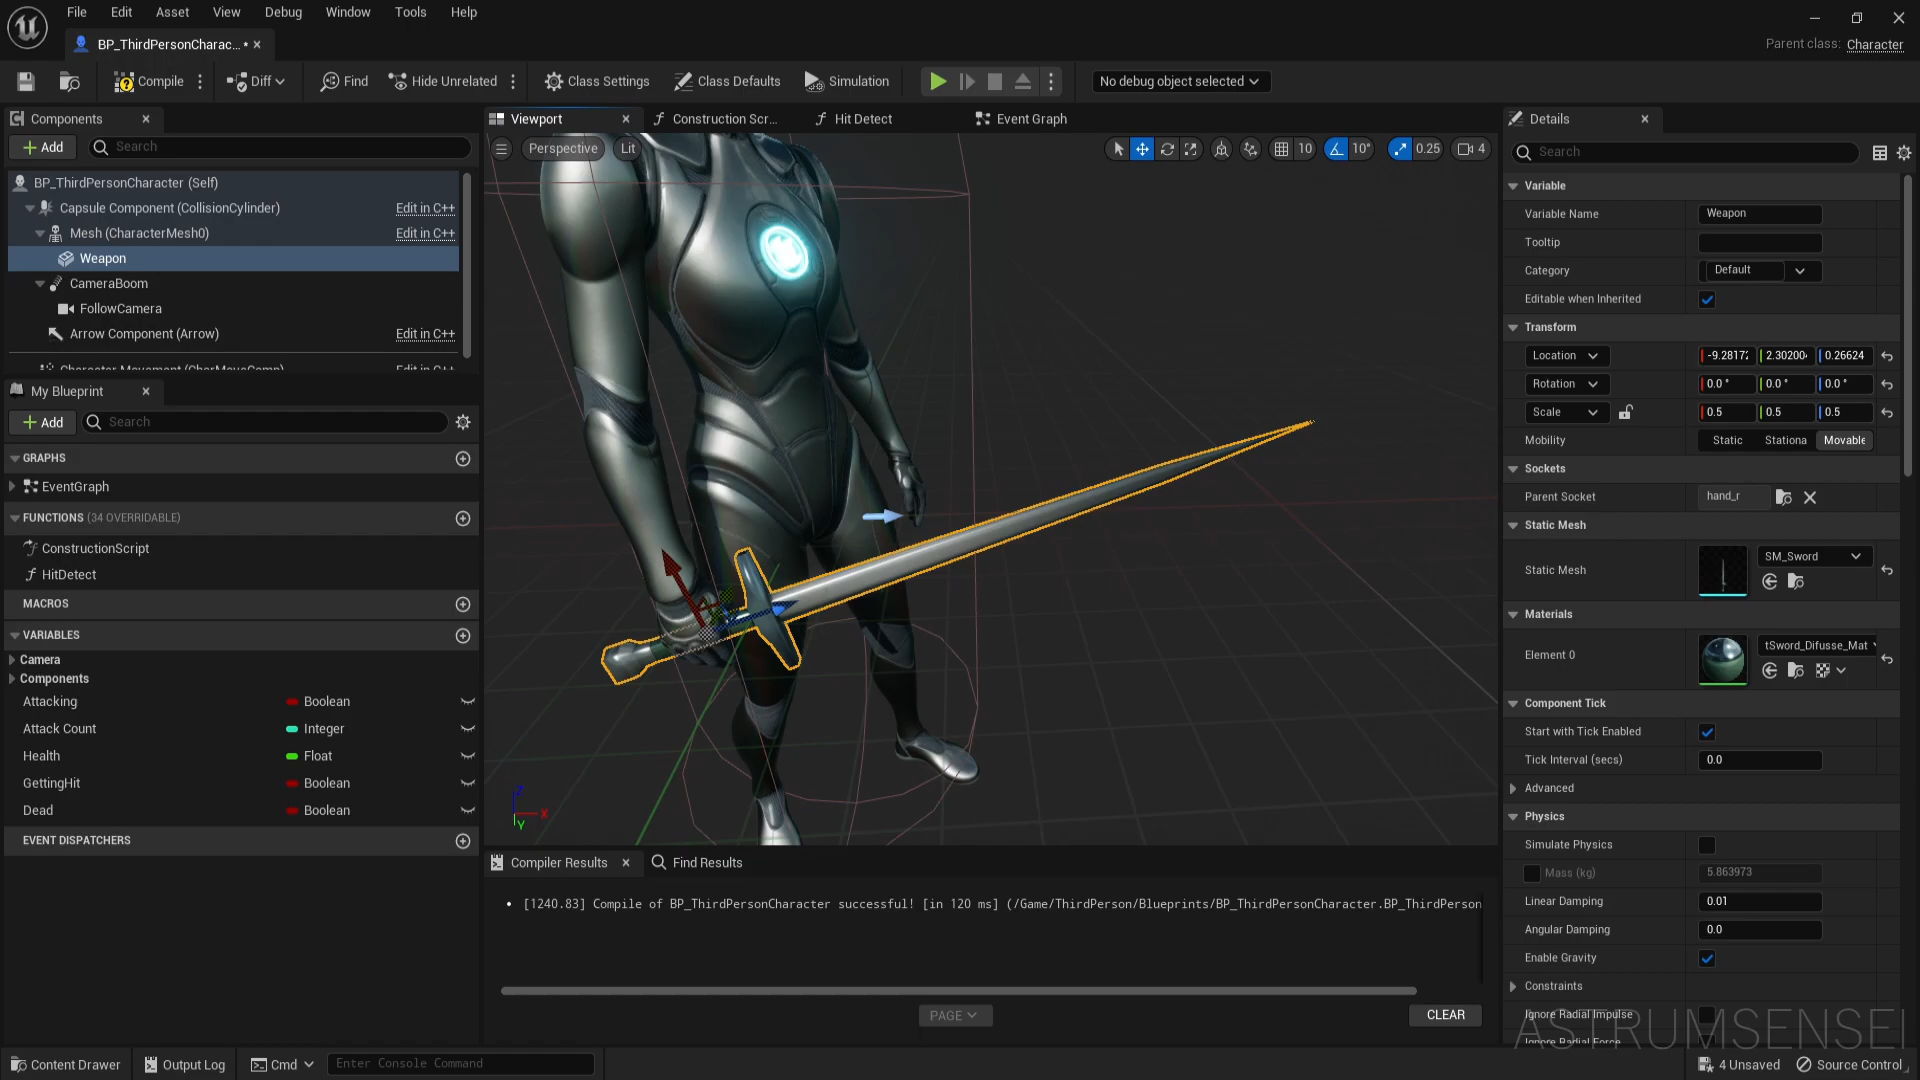 File Edit Asset View Debug Window Tools Help
BP_ThirdPersonCharac... •
Parent class: Character
Compile
Diff
Find
Hide Unrelated
Class Settings
Class Defaults
Simulation
No debug object selected
Components
Add
Search
BP_ThirdPersonCharacter (Self)
Capsule Component (CollisionCylinder) Edit in C++
Mesh (CharacterMesh0) Edit in C++
Weapon
CameraBoom
FollowCamera
Arrow Component (Arrow) Edit in C++
My Blueprint
Add
Search
GRAPHS
EventGraph
FUNCTIONS (34 OVERRIDABLE)
ConstructionScript
HitDetect
MACROS
VARIABLES
Camera
Components
Attacking Boolean
Attack Count Integer
Health Float
GettingHit Boolean
Dead Boolean
EVENT DISPATCHERS
Viewport
Construction Scr...
Hit Detect
Event Graph
Perspective
Lit
10
10°
0.25
4
Z
X
Y
Compiler Results
Find Results
• [1240.83] Compile of BP_ThirdPersonCharacter successful! [in 120 ms] (/Game/ThirdPerson/Blueprints/BP_ThirdPersonCharacter.BP_ThirdPerson
PAGE
CLEAR
Details
Search
Variable
Variable Name Weapon
Tooltip
Category Default
Editable when Inherited
Transform
Location -9.2817 2.30200 0.26624
Rotation 0.0 ° 0.0 ° 0.0 °
Scale 0.5 0.5 0.5
Mobility Static Stationa Movable
Sockets
Parent Socket hand_r
Static Mesh
Static Mesh SM_Sword
Materials
Element 0 tSword_Difusse_Mat
Component Tick
Start with Tick Enabled
Tick Interval (secs) 0.0
Advanced
Physics
Simulate Physics
Mass (kg) 5.863973
Linear Damping 0.01
Angular Damping 0.0
Enable Gravity
Constraints
Ignore Radial Impulse
ASTRUMSENSEI
Content Drawer
Output Log
Cmd
Enter Console Command
4 Unsaved
Source Control